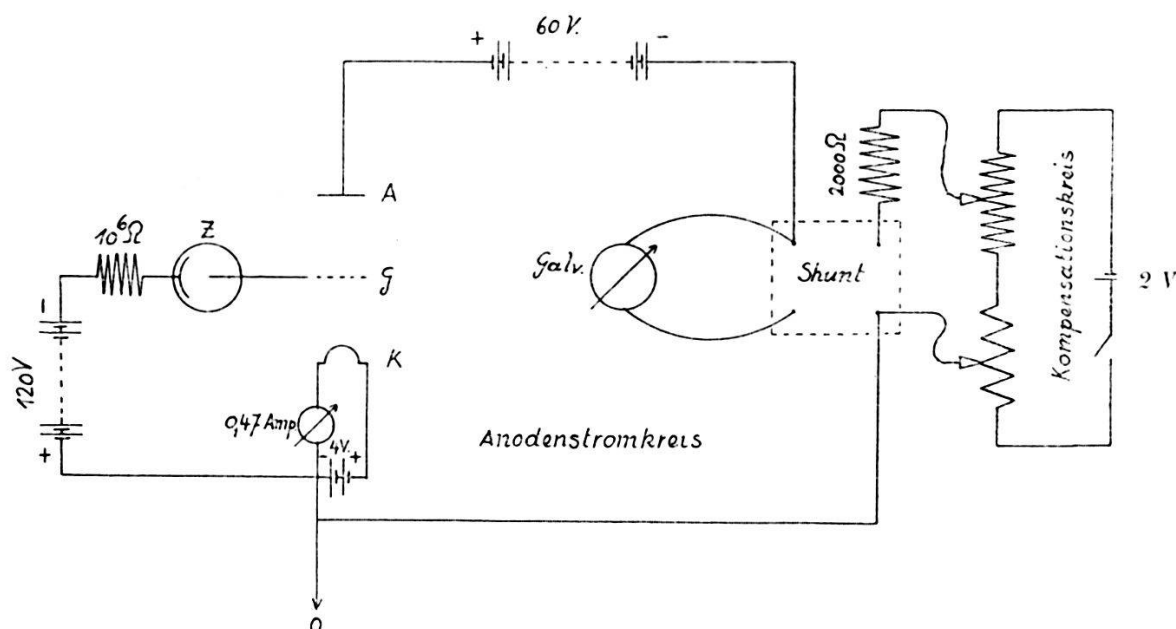 + 60 V. -
A
2000Ω
10⁶Ω
Z
G
Galv.
Shunt
Kompensationskreis
2 V
-
120V
+
K
0,47 Amp
- 4V. +
Anodenstromkreis
0